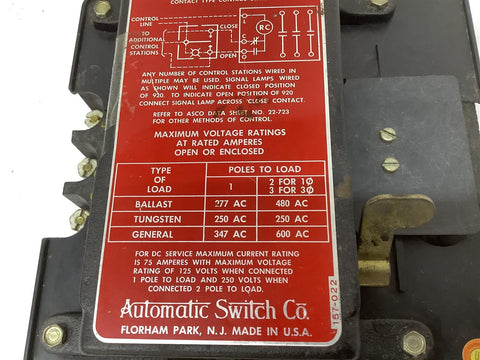 CONTACT TYPE CONTROL
CONTROL
LINE
TO
ADDITIONAL
CONTROL
STATIONS
CLOSE
OPEN
C
C
O
RC
ANY NUMBER OF CONTROL STATIONS WIRED IN
MULTIPLE MAY BE USED. SIGNAL LAMPS WIRED
AS SHOWN WILL INDICATE CLOSED POSITION
OF 920. TO INDICATE OPEN POSITION OF 920
CONNECT SIGNAL LAMP ACROSS 'CLOSE' CONTACT.
REFER TO ASCO DATA SHEET NO. 22-723
FOR OTHER METHODS OF CONTROL.
MAXIMUM VOLTAGE RATINGS
AT RATED AMPERES
OPEN OR ENCLOSED
TYPE OF LOAD
POLES TO LOAD
1
2 FOR 1Ø
3 FOR 3Ø
BALLAST 277 AC 480 AC
TUNGSTEN 250 AC 250 AC
GENERAL 347 AC 600 AC
FOR DC SERVICE MAXIMUM CURRENT RATING
IS 75 AMPERES WITH MAXIMUM VOLTAGE
RATING OF 125 VOLTS WHEN CONNECTED
1 POLE TO LOAD AND 250 VOLTS WHEN
CONNECTED 2 POLE TO LOAD.
Automatic Switch Co.
FLORHAM PARK, N.J. MADE IN U.S.A.
157-022